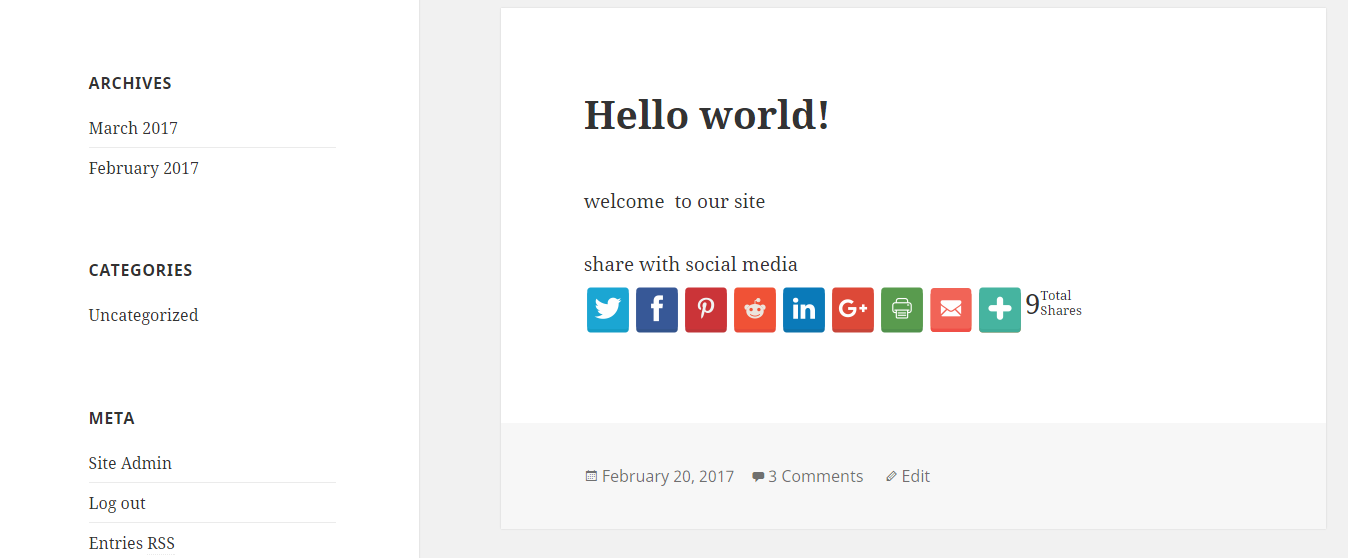 ARCHIVES
March 2017
February 2017
CATEGORIES
Uncategorized
META
Site Admin
Log out
Entries RSS
Hello world!
welcome  to our site
share with social media
in G+ 9 Total
Shares
February 20, 2017 3 Comments Edit